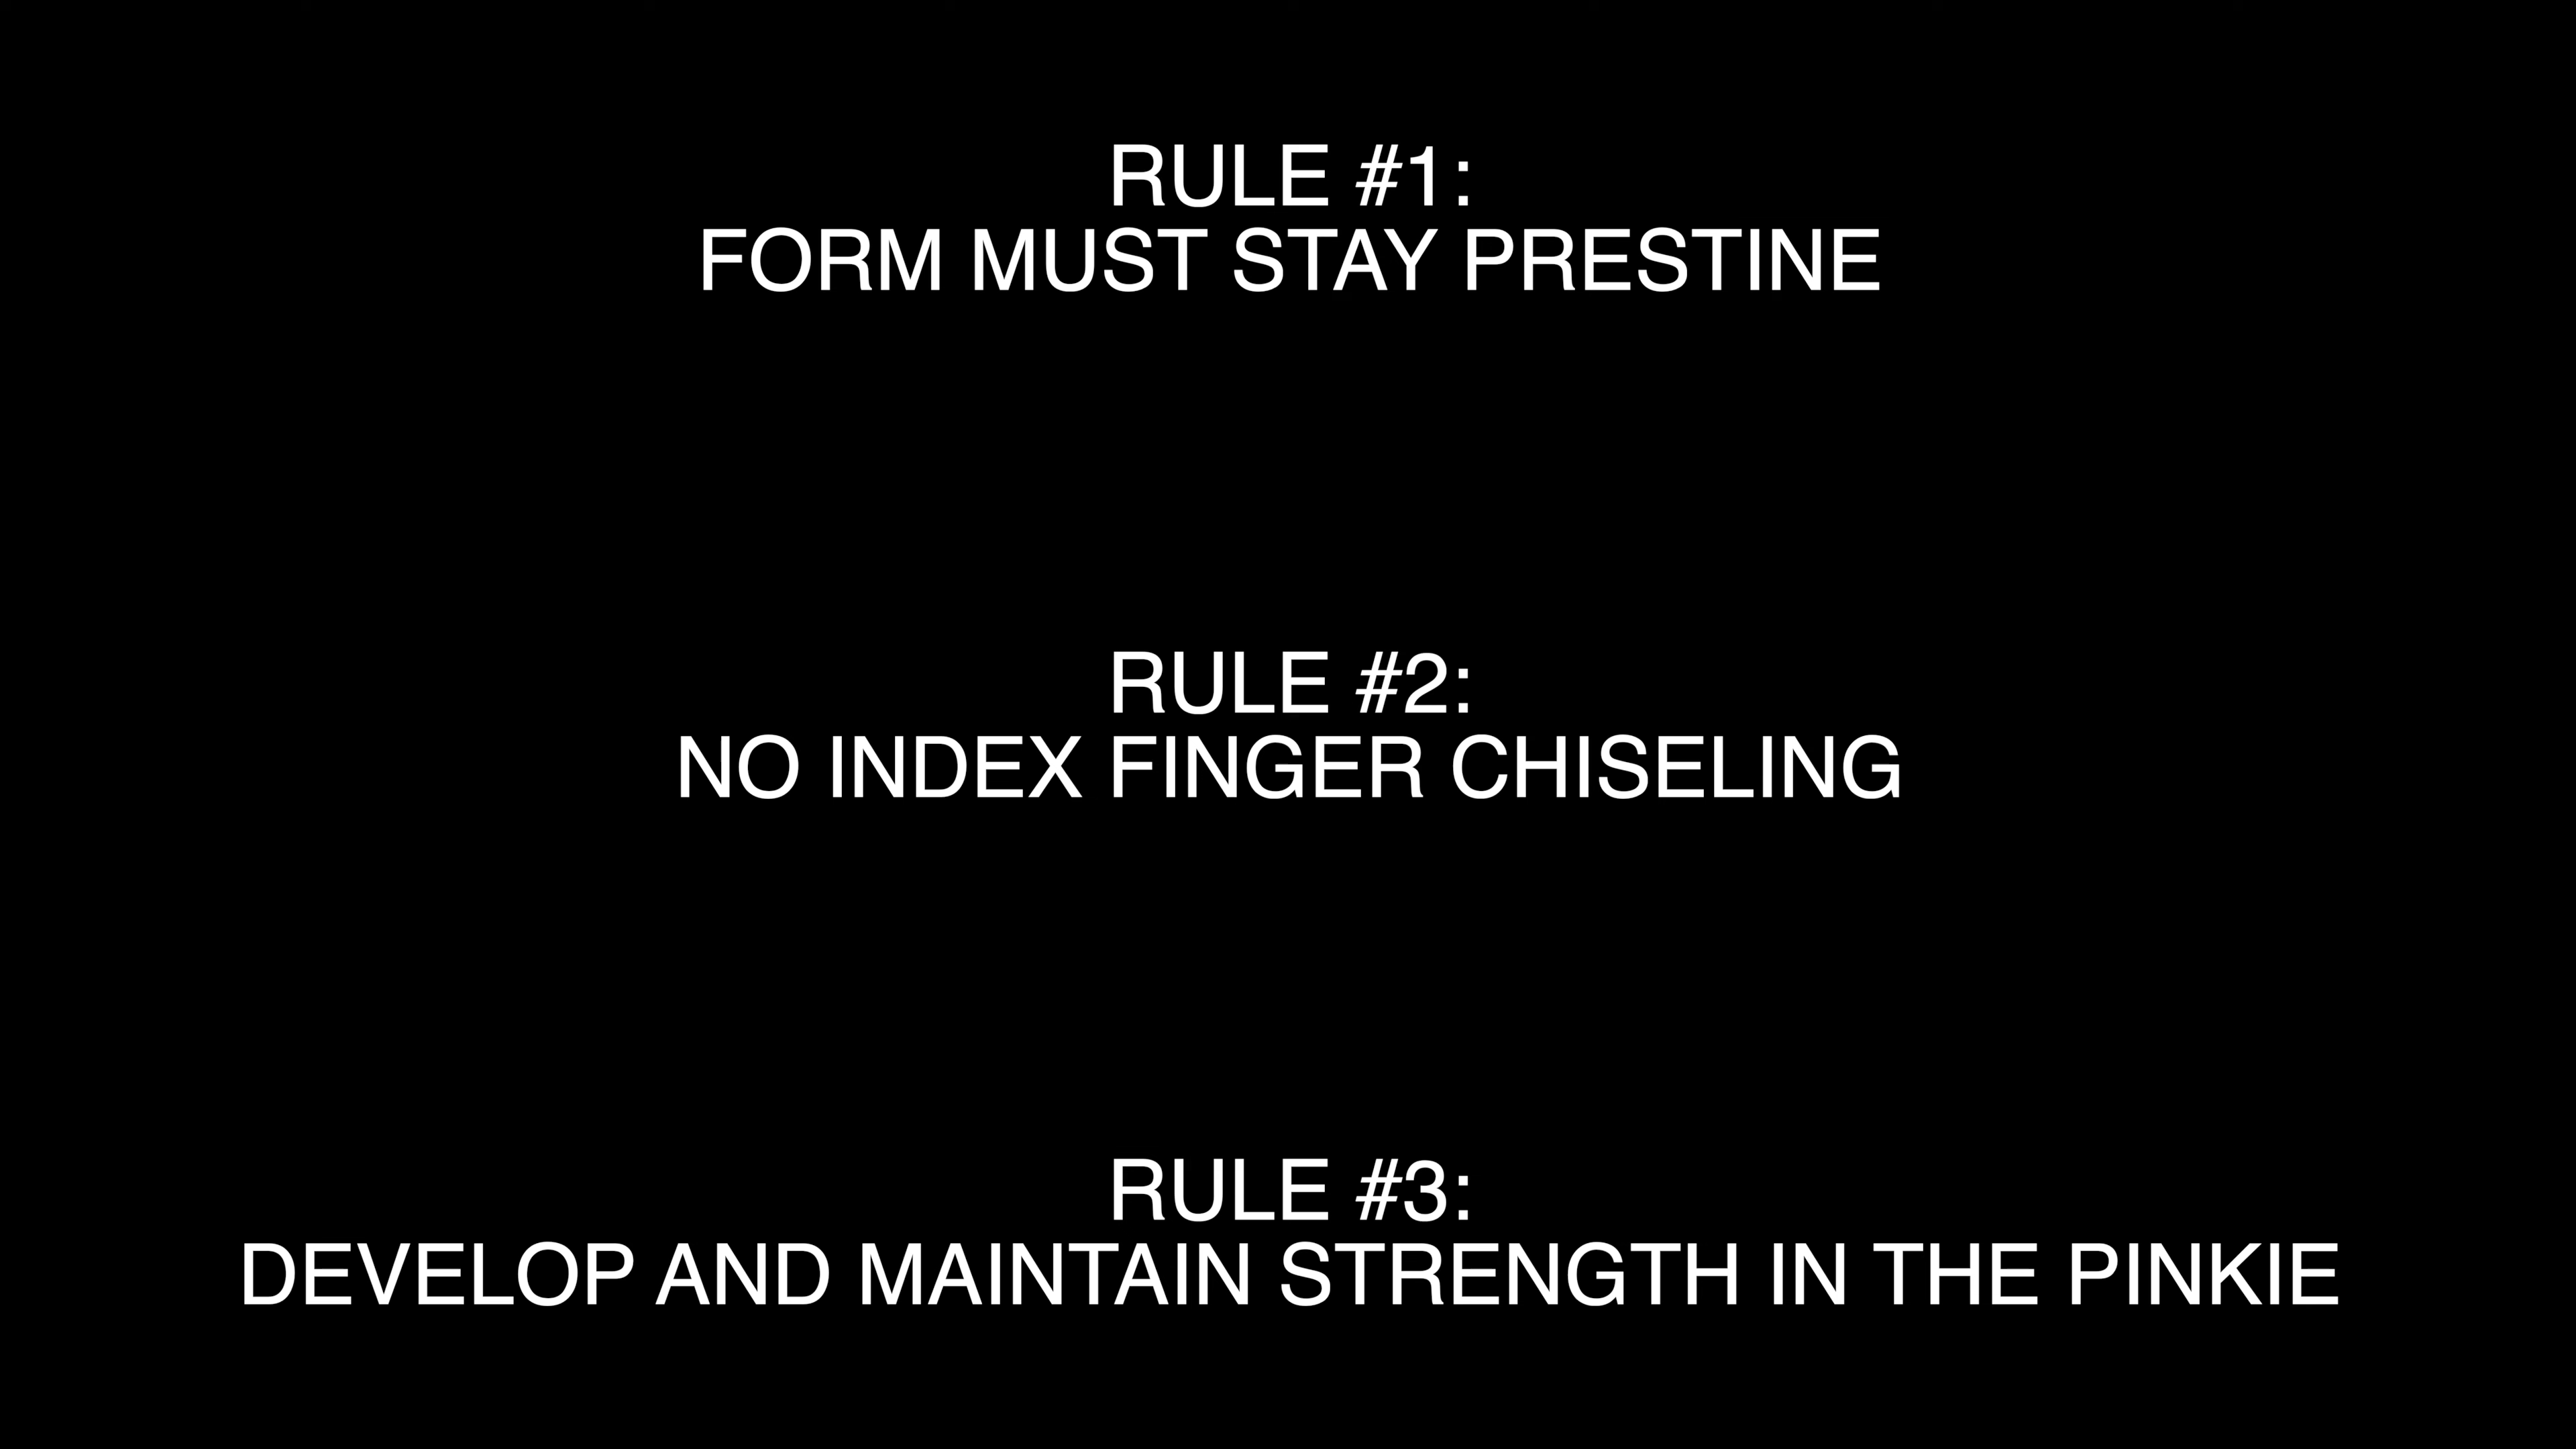 RULE #1:
FORM MUST STAY PRESTINE
RULE #2:
NO INDEX FINGER CHISELING
RULE #3:
DEVELOP AND MAINTAIN STRENGTH IN THE PINKIE